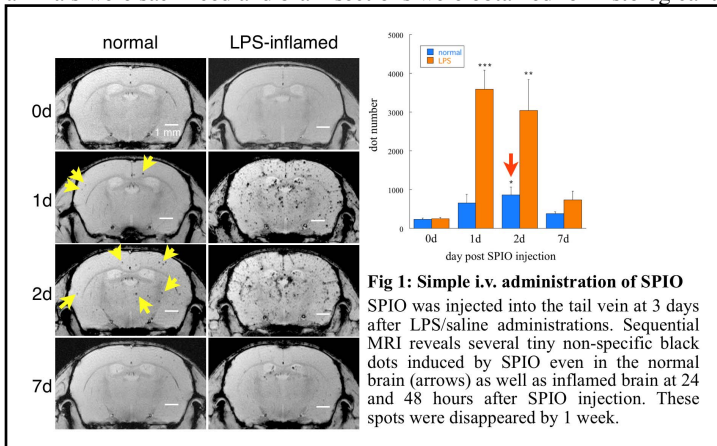 normal LPS-inflamed
0d
1 mm
1d
2d
7d
normal
LPS
dot number
5000
4000
3000
2000
1000
0
***
**
*
0d 1d 2d 7d
day post SPIO injection
Fig 1: Simple i.v. administration of SPIO
SPIO was injected into the tail vein at 3 days
after LPS/saline administrations. Sequential
MRI reveals several tiny non-specific black
dots induced by SPIO even in the normal
brain (arrows) as well as inflamed brain at 24
and 48 hours after SPIO injection. These
spots were disappeared by 1 week.